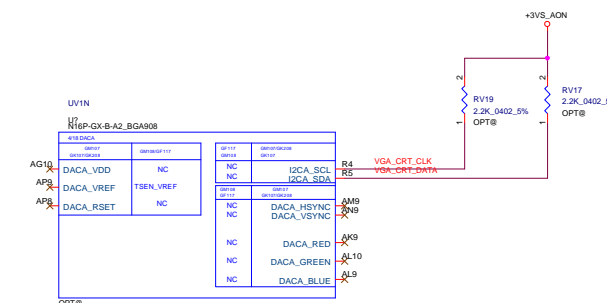 +3VS_AON
RV19
2.2K_0402_5%
OPT@
RV17
2.2K_0402_5
OPT@
2
1
2
1
UV1N
U?
N16P-GX-B-A2_BGA908
4/18 DACA
GM107
GK107/GK208
GM108/GF117
GF117
GM108
GM107/GK208
GK107
AG10
DACA_VDD
NC
AP9
DACA_VREF
TSEN_VREF
AP8
DACA_RSET
NC
NC
I2CA_SCL
R4
VGA_CRT_CLK
NC
I2CA_SDA
R5
VGA_CRT_DATA
GM108
GF117
GM107
GK107/GK208
NC
DACA_HSYNC
AM9
NC
DACA_VSYNC
AN9
NC
DACA_RED
AK9
NC
DACA_GREEN
AL10
NC
DACA_BLUE
AL9
OPT@